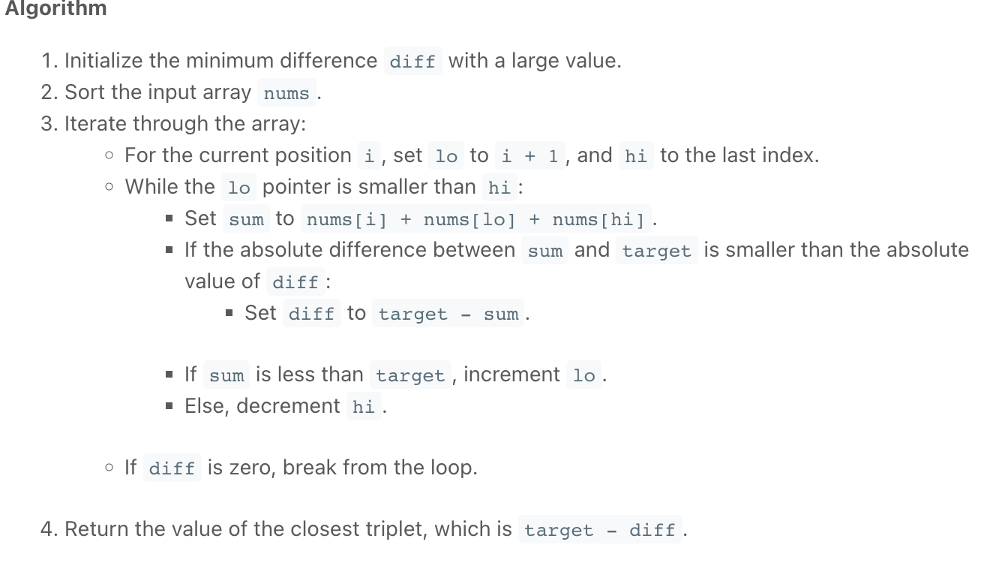 Algorithm
1. Initialize the minimum difference diff with a large value.
2. Sort the input array nums .
3. Iterate through the array:
○ For the current position i , set lo to i + 1 , and hi to the last index.
○ While the lo pointer is smaller than hi :
▪ Set sum to nums[i] + nums[lo] + nums[hi] .
▪ If the absolute difference between sum and target is smaller than the absolute
value of diff :
▪ Set diff to target - sum .
▪ If sum is less than target , increment lo .
▪ Else, decrement hi .
○ If diff is zero, break from the loop.
4. Return the value of the closest triplet, which is target - diff .